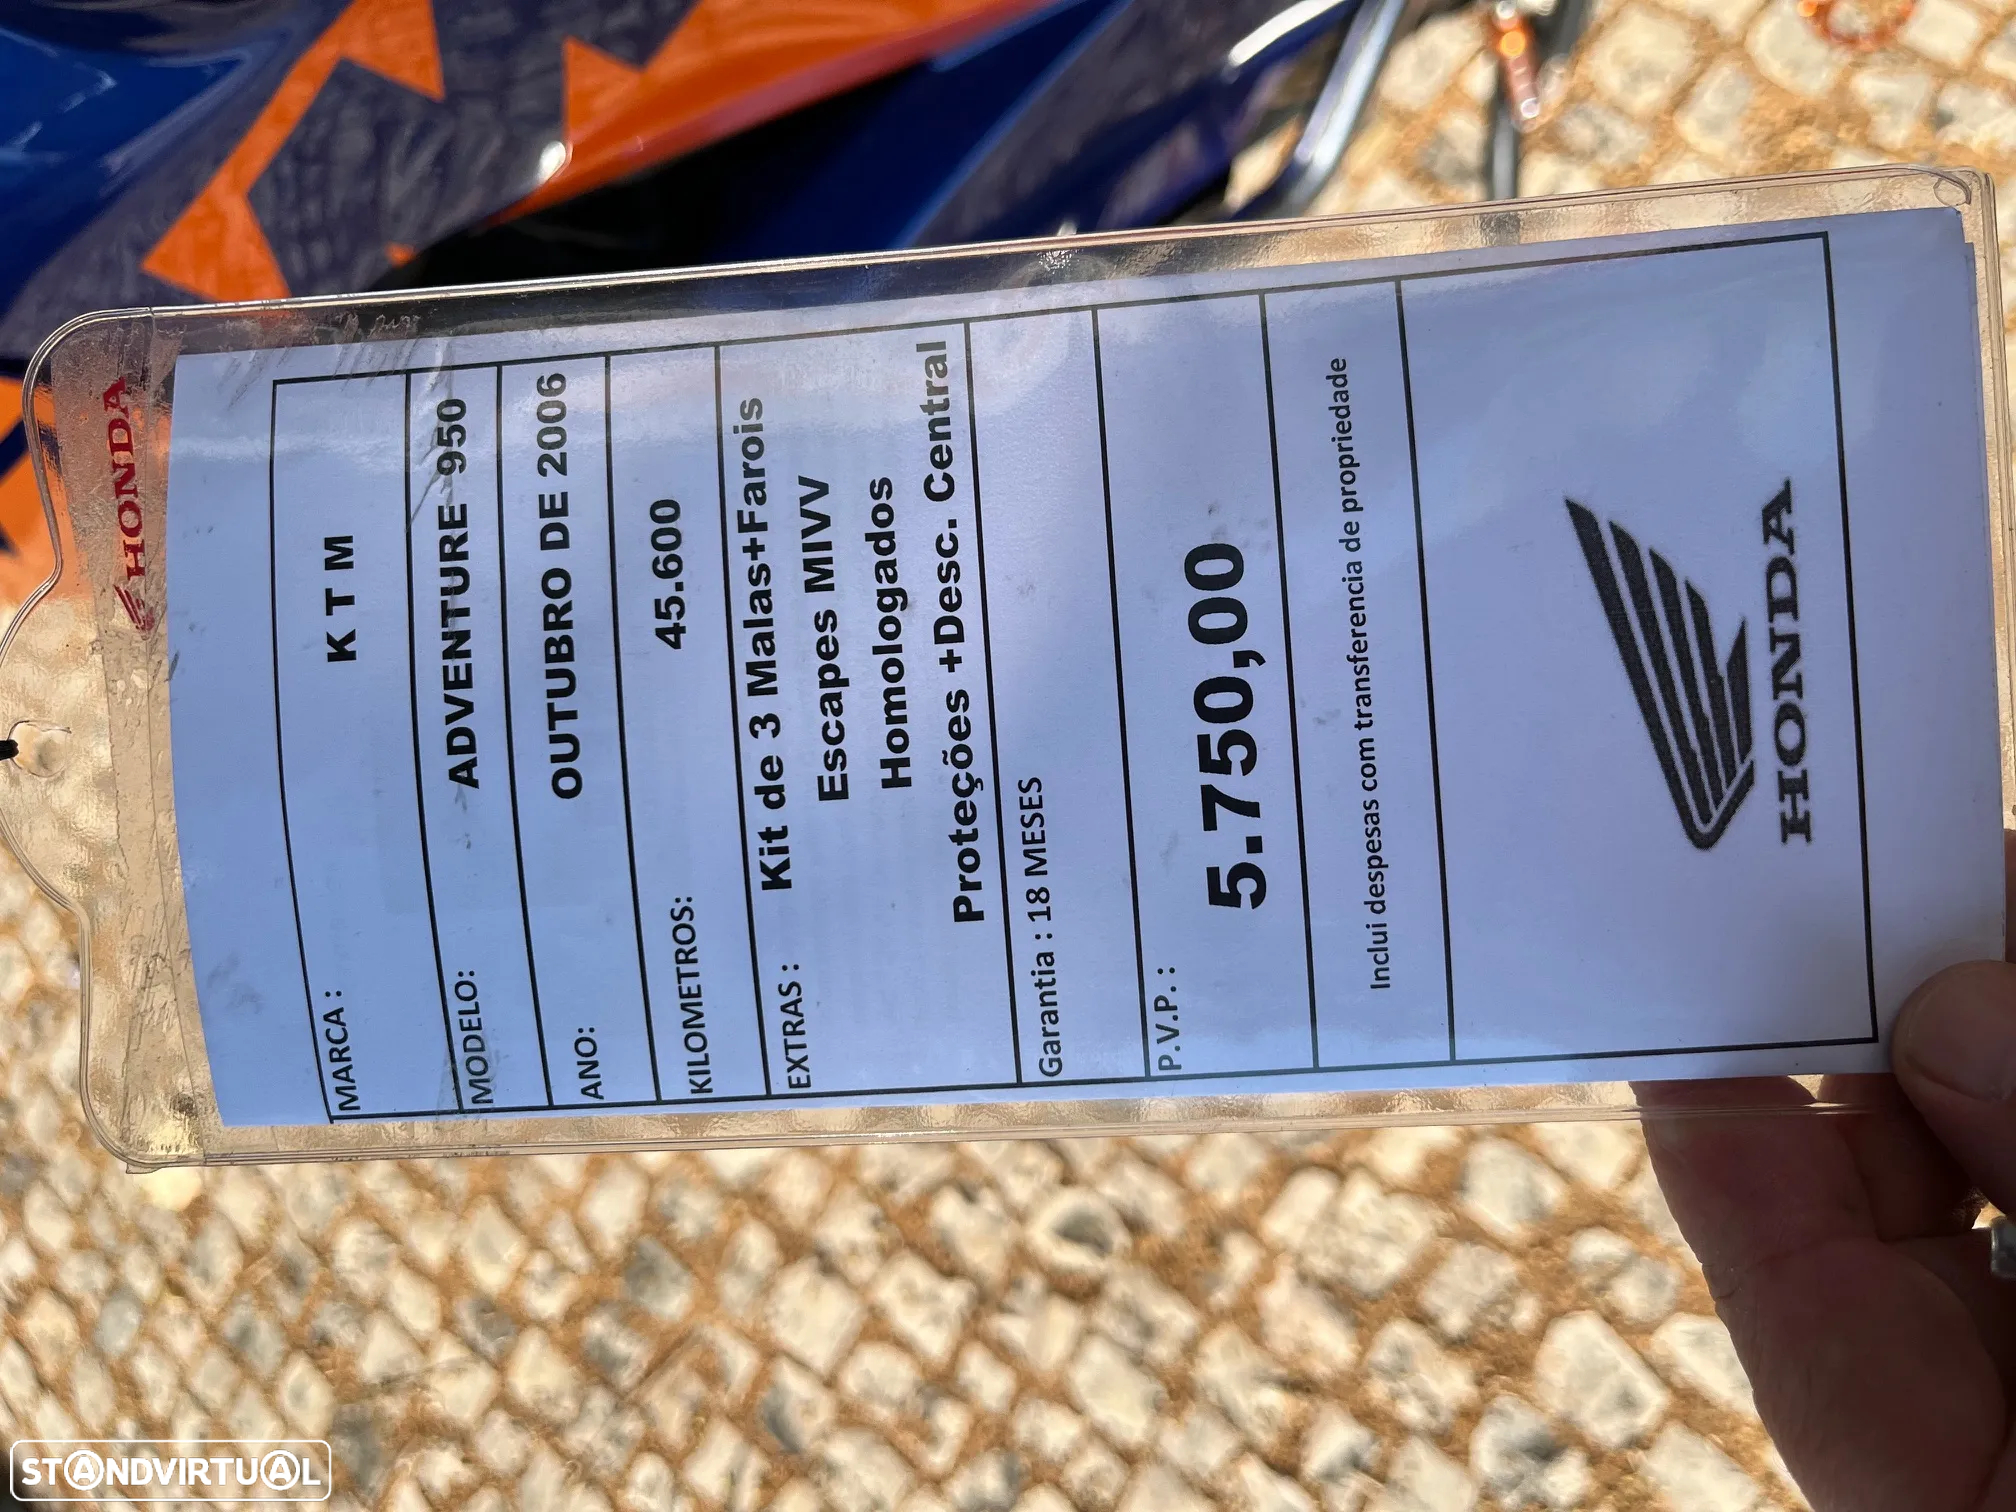 HONDA
MARCA : K T M
MODELO: ADVENTURE 950
ANO: OUTUBRO DE 2006
KILOMETROS: 45.600
EXTRAS : Kit de 3 Malas+Farois
Escapes MIVV
Homologados
Proteções +Desc. Central
Garantia : 18 MESES
P.V.P. : 5.750,00
Inclui despesas com transferencia de propriedade
HONDA
STANDVIRTUAL